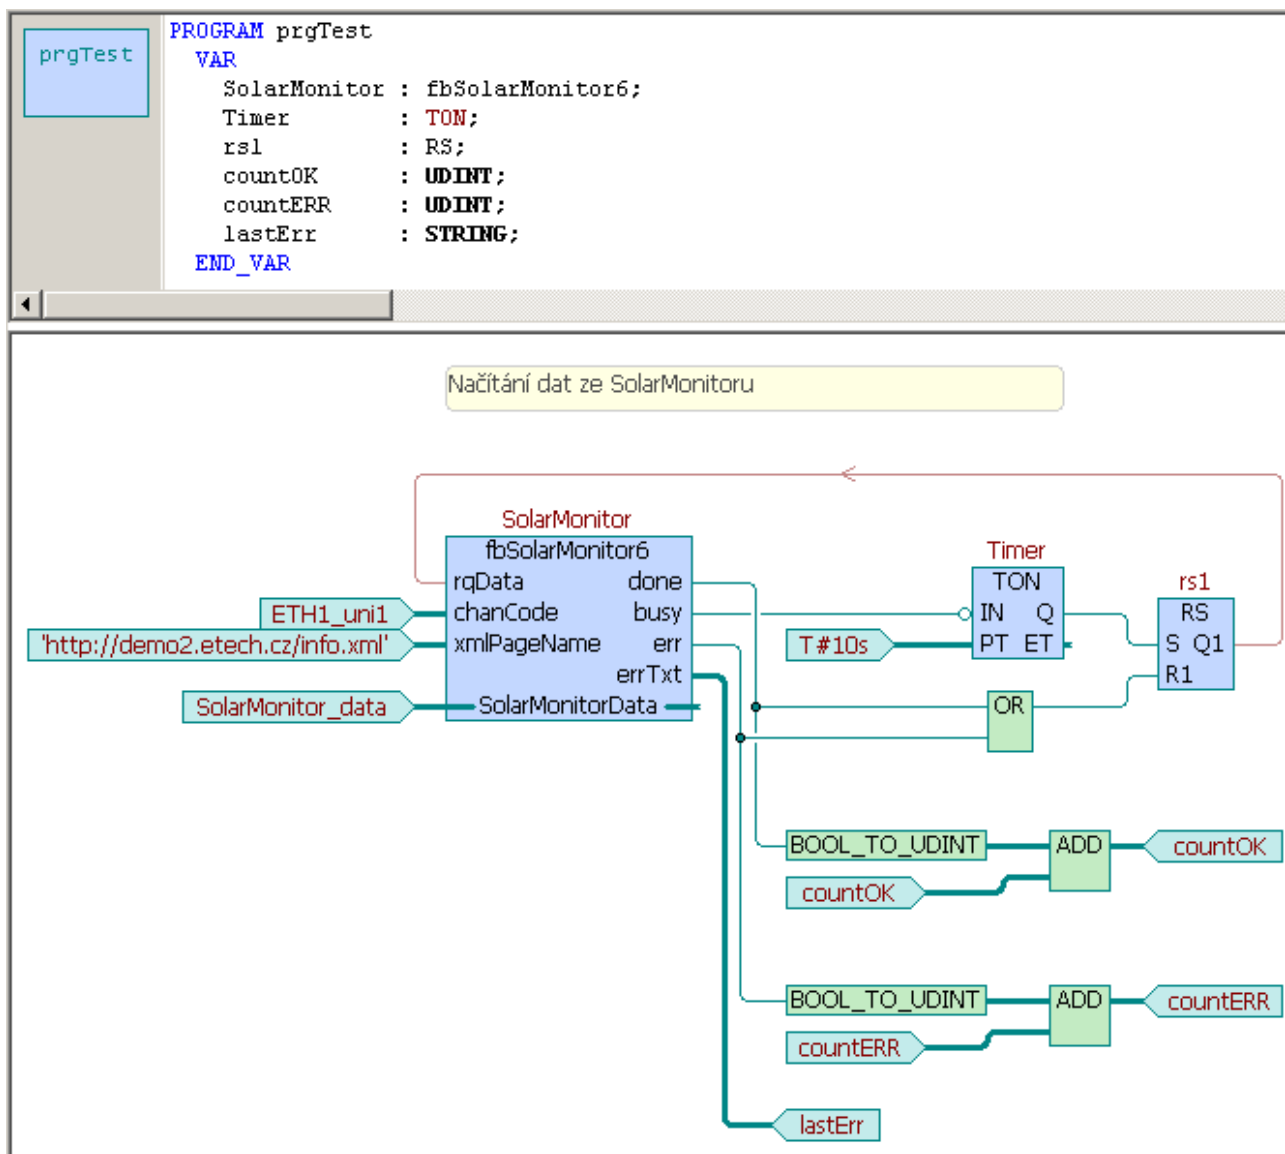 prgTest
PROGRAM prgTest
VAR
SolarMonitor : fbSolarMonitor6;
Timer : TON;
rs1 : RS;
countOK : UDINT;
countERR : UDINT;
lastErr : STRING;
END_VAR
Načítání dat ze SolarMonitoru
SolarMonitor
fbSolarMonitor6
rqData done
ETH1_uni1 chanCode busy
'http://demo2.etech.cz/info.xml' xmlPageName err
errTxt
SolarMonitor_data SolarMonitorData
Timer
TON
IN Q
T#10s PT ET
rs1
RS
S Q1
R1
OR
BOOL_TO_UDINT ADD countOK
countOK
BOOL_TO_UDINT ADD countERR
countERR
lastErr